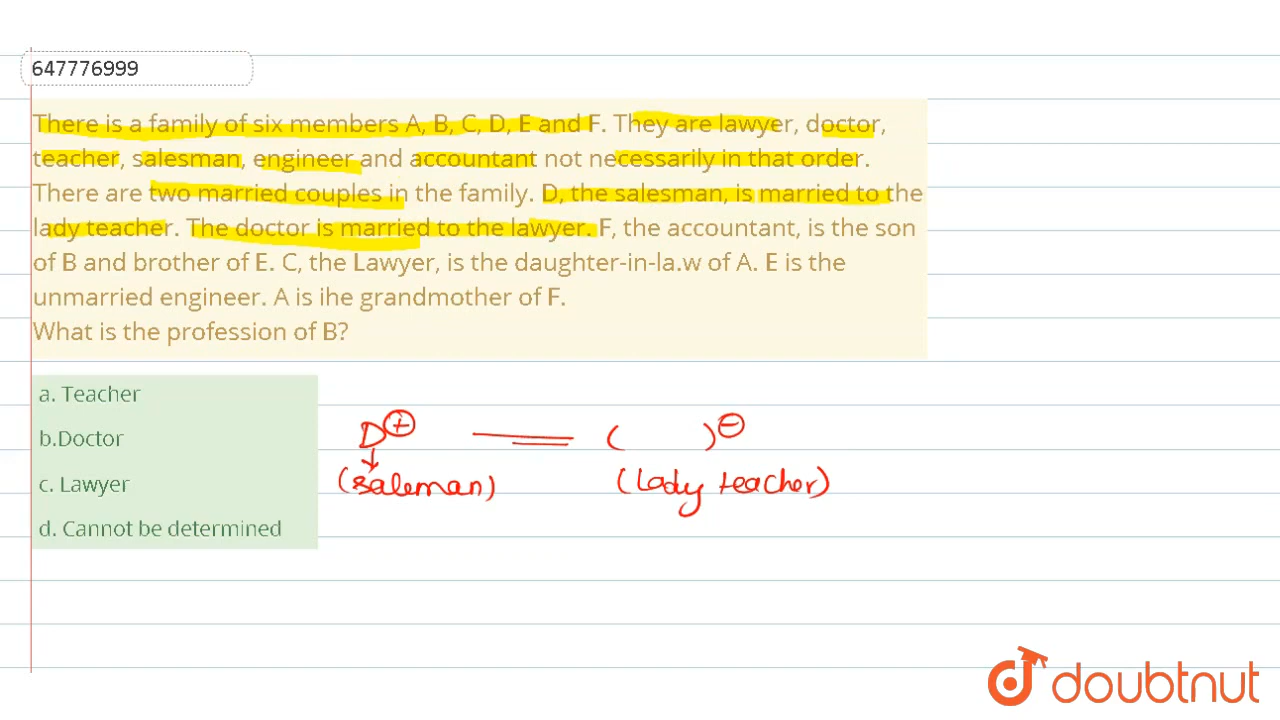 647776999
There is a family of six members A, B, C, D, E and F. They are lawyer, doctor,
teacher, salesman, engineer and accountant not necessarily in that order.
There are two married couples in the family. D, the salesman, is married to the
lady teacher. The doctor is married to the lawyer. F, the accountant, is the son
of B and brother of E. C, the Lawyer, is the daughter-in-la.w of A. E is the
unmarried engineer. A is ihe grandmother of F.
What is the profession of B?
a. Teacher
b.Doctor
c. Lawyer
d. Cannot be determined
D + ( ) -
(saleman) (lady teacher)
doubtnut